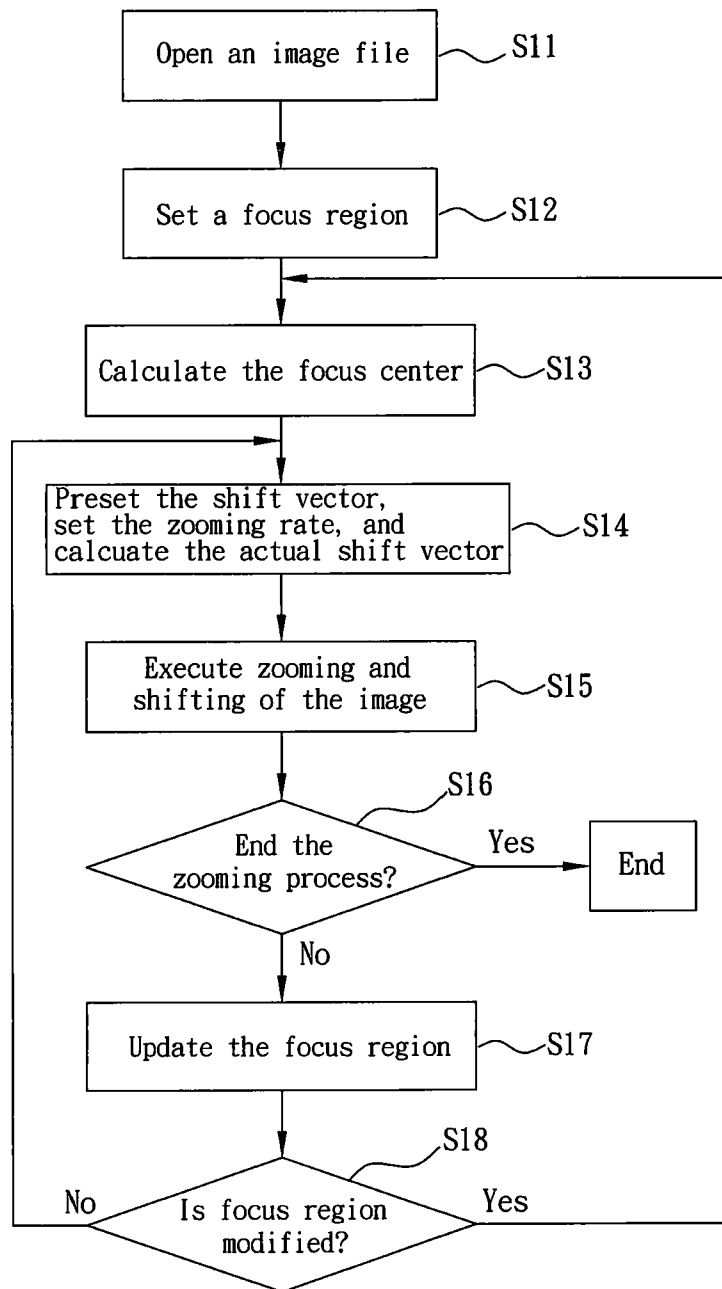 Open an image file
S11
Set a focus region
S12
Calculate the focus center
S13
Preset the shift vector,
set the zooming rate, and
calcuate the actual shift vector
S14
Execute zooming and
shifting of the image
S15
S16
End the
zooming process?
Yes
End
No
Update the focus region
S17
S18
No
Is focus region
modified?
Yes